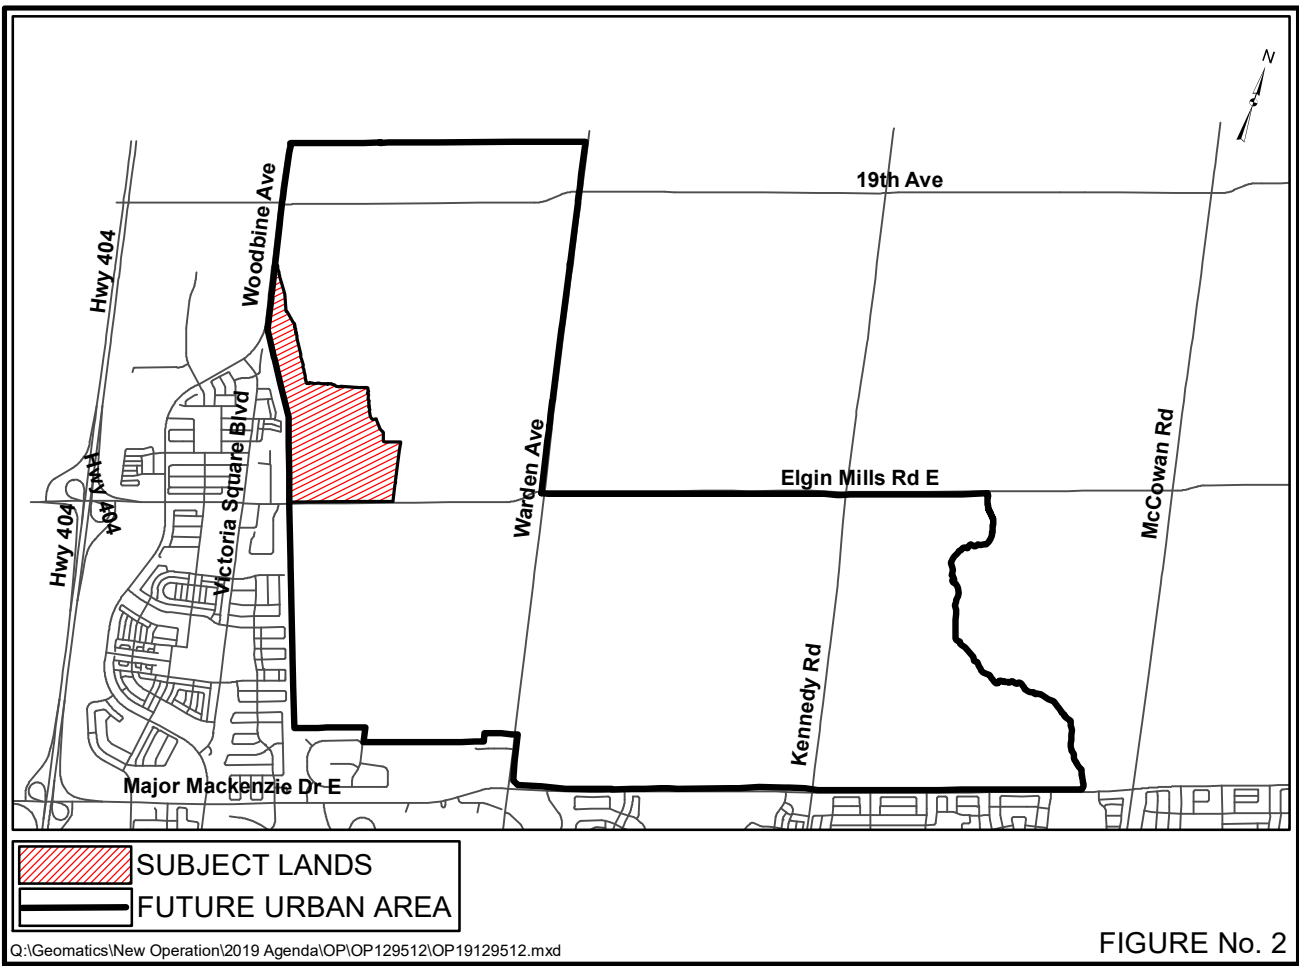 N
19th Ave
Woodbine Ave
Hwy 404
Victoria Square Blvd
Hwy 404
Hwy 404
Warden Ave
Elgin Mills Rd E
McCowan Rd
Kennedy Rd
Major Mackenzie Dr E
SUBJECT LANDS
FUTURE URBAN AREA
Q:\Geomatics\New Operation\2019 Agenda\OP\OP129512\OP19129512.mxd
FIGURE No. 2